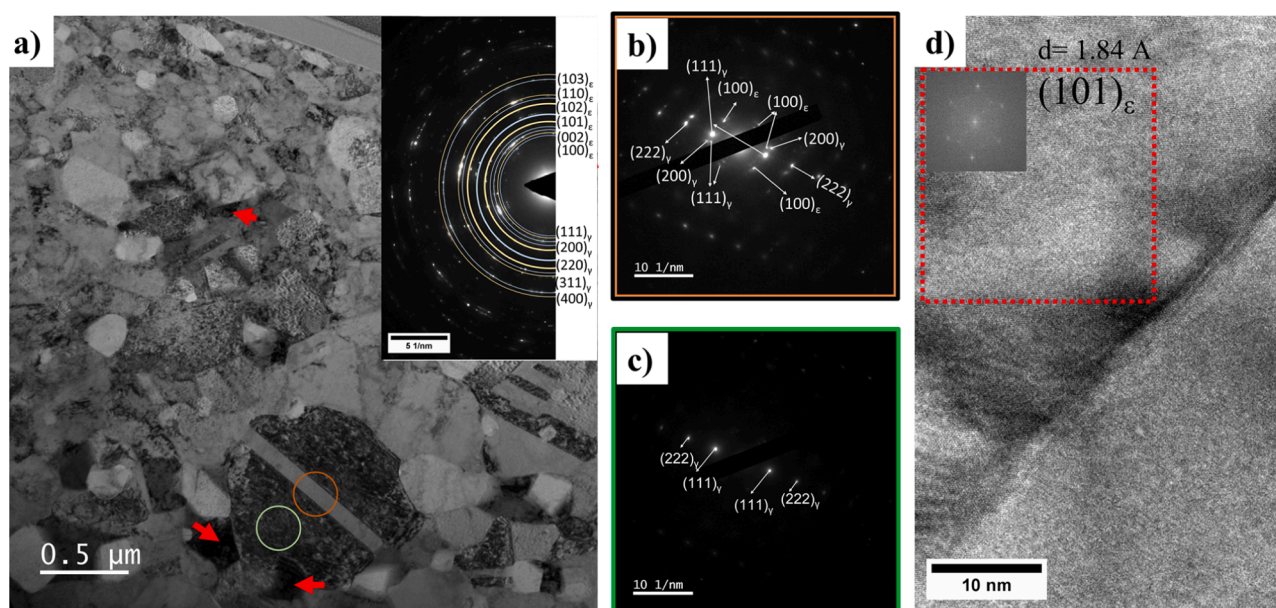 a)
(103)ε
(110)ε
(102)ε
(101)ε
(002)ε
(100)ε
(111)γ
(200)γ
(220)γ
(311)γ
(400)γ
5 1/nm
0.5 µm
b)
(111)γ
(100)ε
(100)ε
(200)γ
(222)γ
(200)γ
(111)γ
(100)ε
(222)γ
10 1/nm
c)
(222)γ
(111)γ
(111)γ
(222)γ
10 1/nm
d)
d= 1.84 A
(101)ε
10 nm